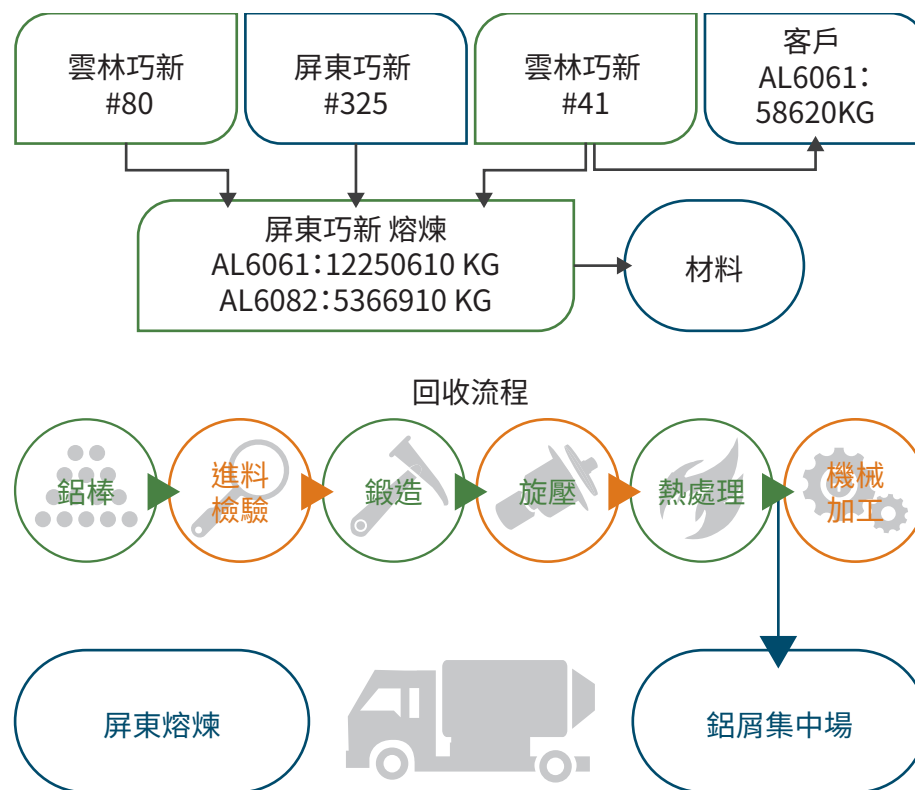 雲林巧新
#80
屏東巧新
#325
雲林巧新
#41
客戶
AL6061：
58620KG
屏東巧新 熔煉
AL6061：12250610 KG
AL6082：5366910 KG
材料
回收流程
鋁棒
進料
檢驗
鍛造
旋壓
熱處理
機械
加工
屏東熔煉
鋁屑集中場